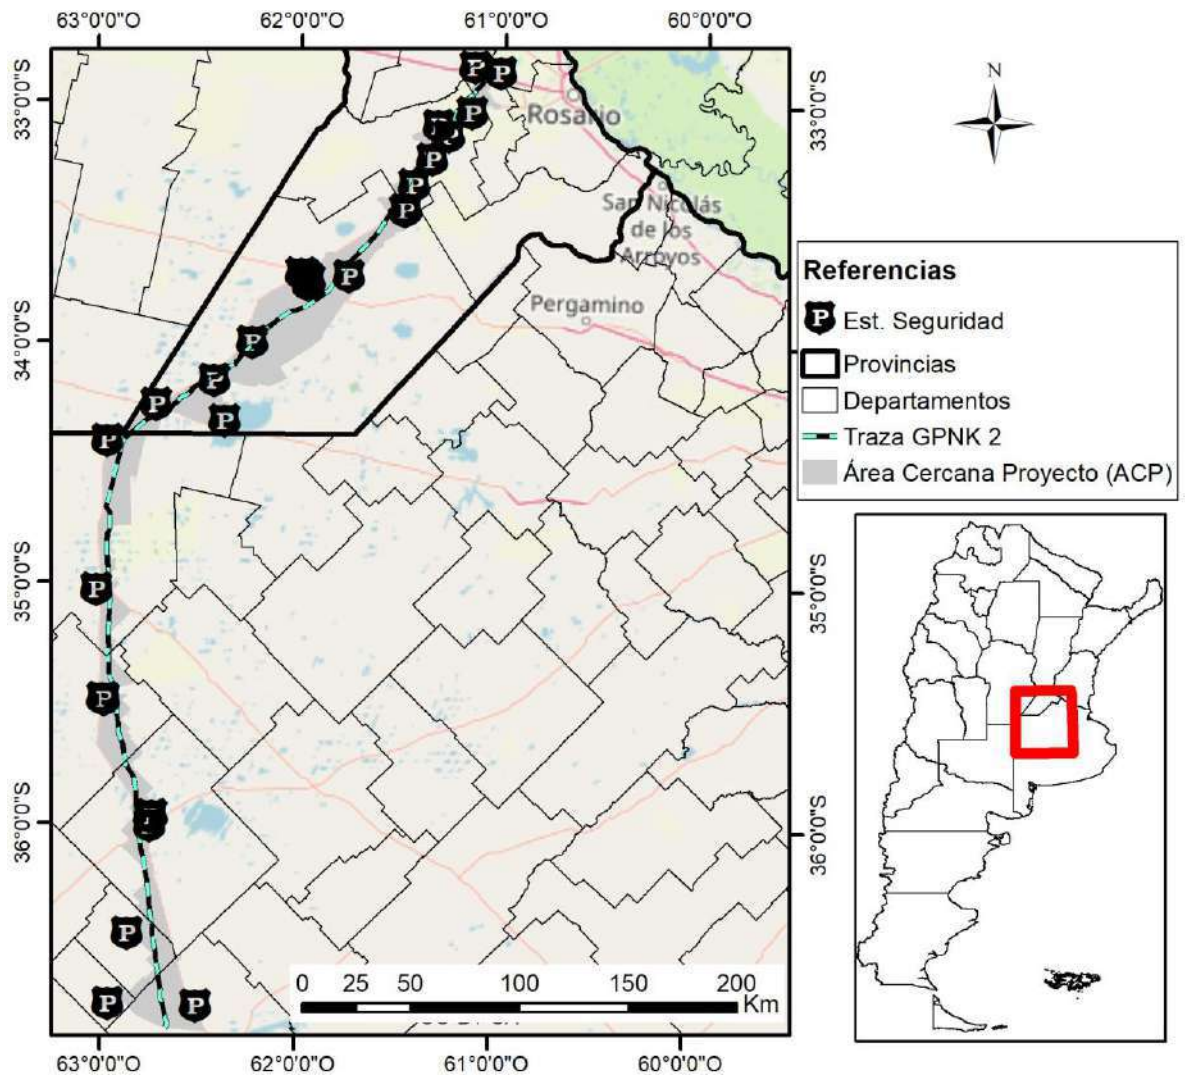 63°0'0"O 62°0'0"O 61°0'0"O 60°0'0"O
N
33°0'0"S
33°0'0"S
Rosario
San Nicolás
de los
Arroyos
Pergamino
Referencias
P Est. Seguridad
Provincias
Departamentos
Traza GPNK 2
Área Cercana Proyecto (ACP)
34°0'0"S
35°0'0"S
35°0'0"S
36°0'0"S
36°0'0"S
0 25 50 100 150 200
Km
63°0'0"O 62°0'0"O 61°0'0"O 60°0'0"O